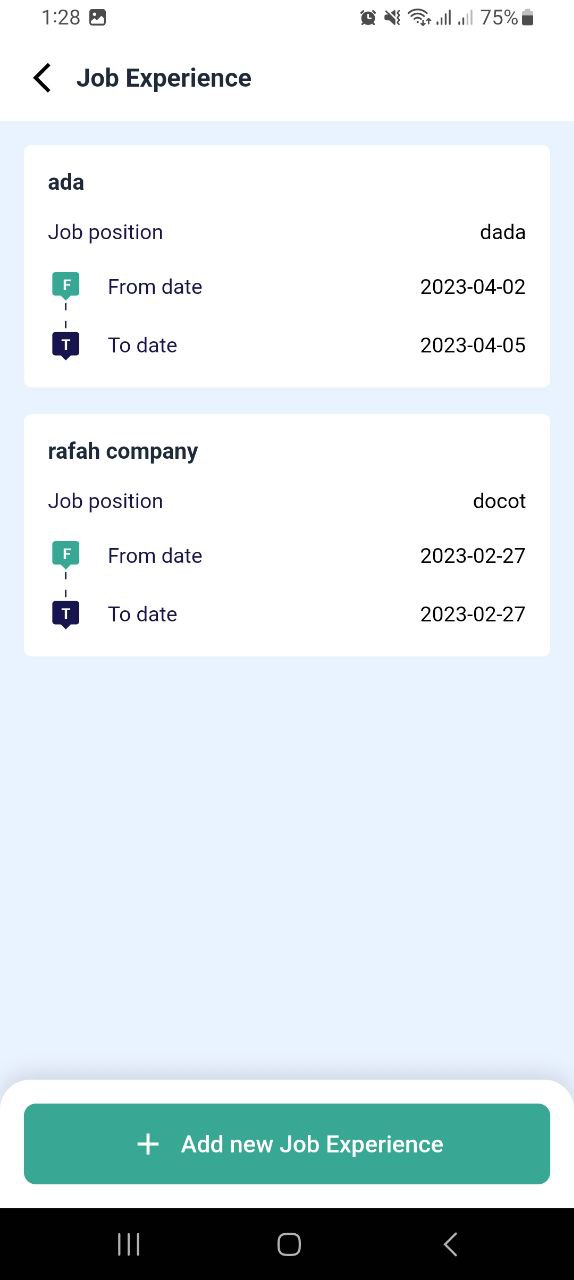 1:28 75%
Job Experience
ada
Job position dada
F From date 2023-04-02
T To date 2023-04-05
rafah company
Job position docot
F From date 2023-02-27
T To date 2023-02-27
+ Add new Job Experience